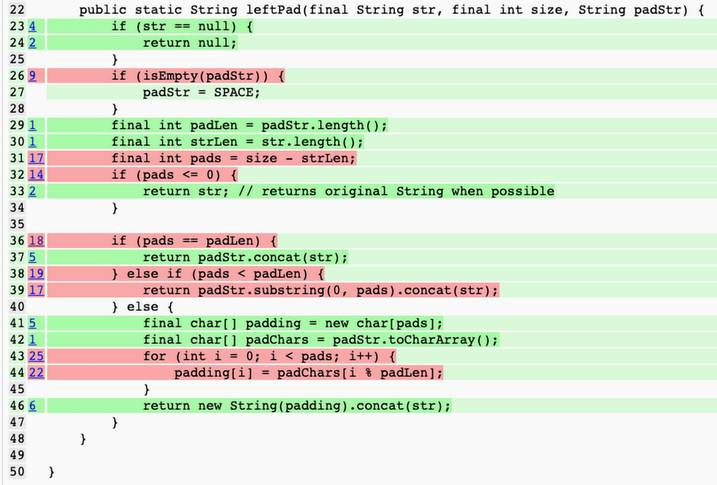 22 public static String leftPad(final String str, final int size, String padStr) {
23 4 if (str == null) {
24 2 return null;
25 }
26 9 if (isEmpty(padStr)) {
27 padStr = SPACE;
28 }
29 1 final int padLen = padStr.length();
30 1 final int strLen = str.length();
31 17 final int pads = size - strLen;
32 14 if (pads <= 0) {
33 2 return str; // returns original String when possible
34 }
35
36 18 if (pads == padLen) {
37 5 return padStr.concat(str);
38 19 } else if (pads < padLen) {
39 17 return padStr.substring(0, pads).concat(str);
40 } else {
41 5 final char[] padding = new char[pads];
42 1 final char[] padChars = padStr.toCharArray();
43 25 for (int i = 0; i < pads; i++) {
44 22 padding[i] = padChars[i % padLen];
45 }
46 6 return new String(padding).concat(str);
47 }
48 }
49
50 }